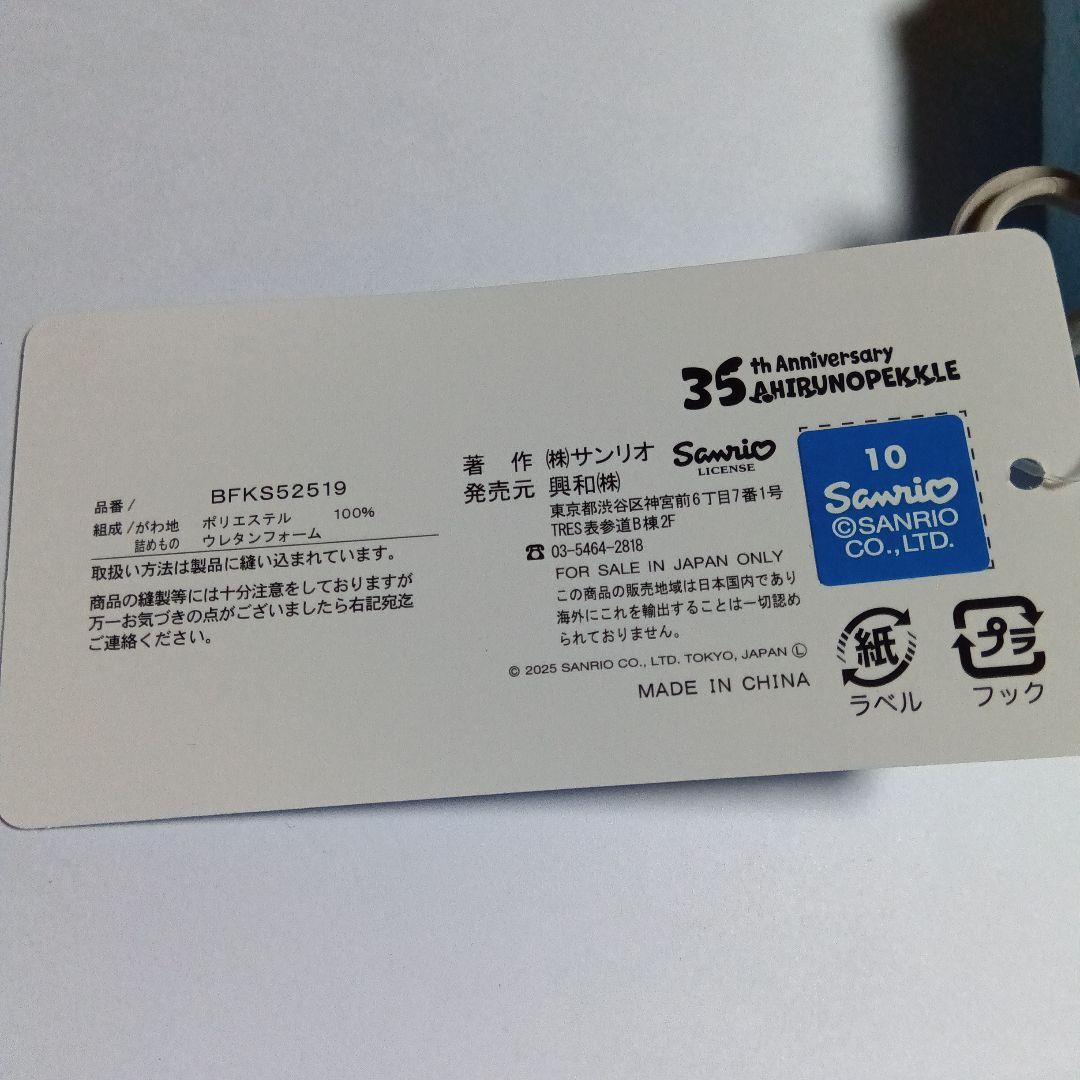 35th Anniversary
AHIRUNOPEKKLE
品番/ BFKS52519
組成/がわ地 ポリエステル 100%
詰めもの ウレタンフォーム
取扱い方法は製品に縫い込まれています。
商品の縫製等には十分注意をしておりますが
万一お気づきの点がございましたら右記宛迄
ご連絡ください。
著 作 ㈱サンリオ Sanrio LICENSE
発売元 興和㈱
東京都渋谷区神宮前6丁目7番1号
TRES表参道B棟2F
☎ 03-5464-2818
FOR SALE IN JAPAN ONLY
この商品の販売地域は日本国内であり
海外にこれを輸出することは一切認め
られておりません。
© 2025 SANRIO CO., LTD. TOKYO, JAPAN Ⓛ
MADE IN CHINA
10
Sanrio
©SANRIO
CO., LTD.
紙
ラベル
プラ
フック